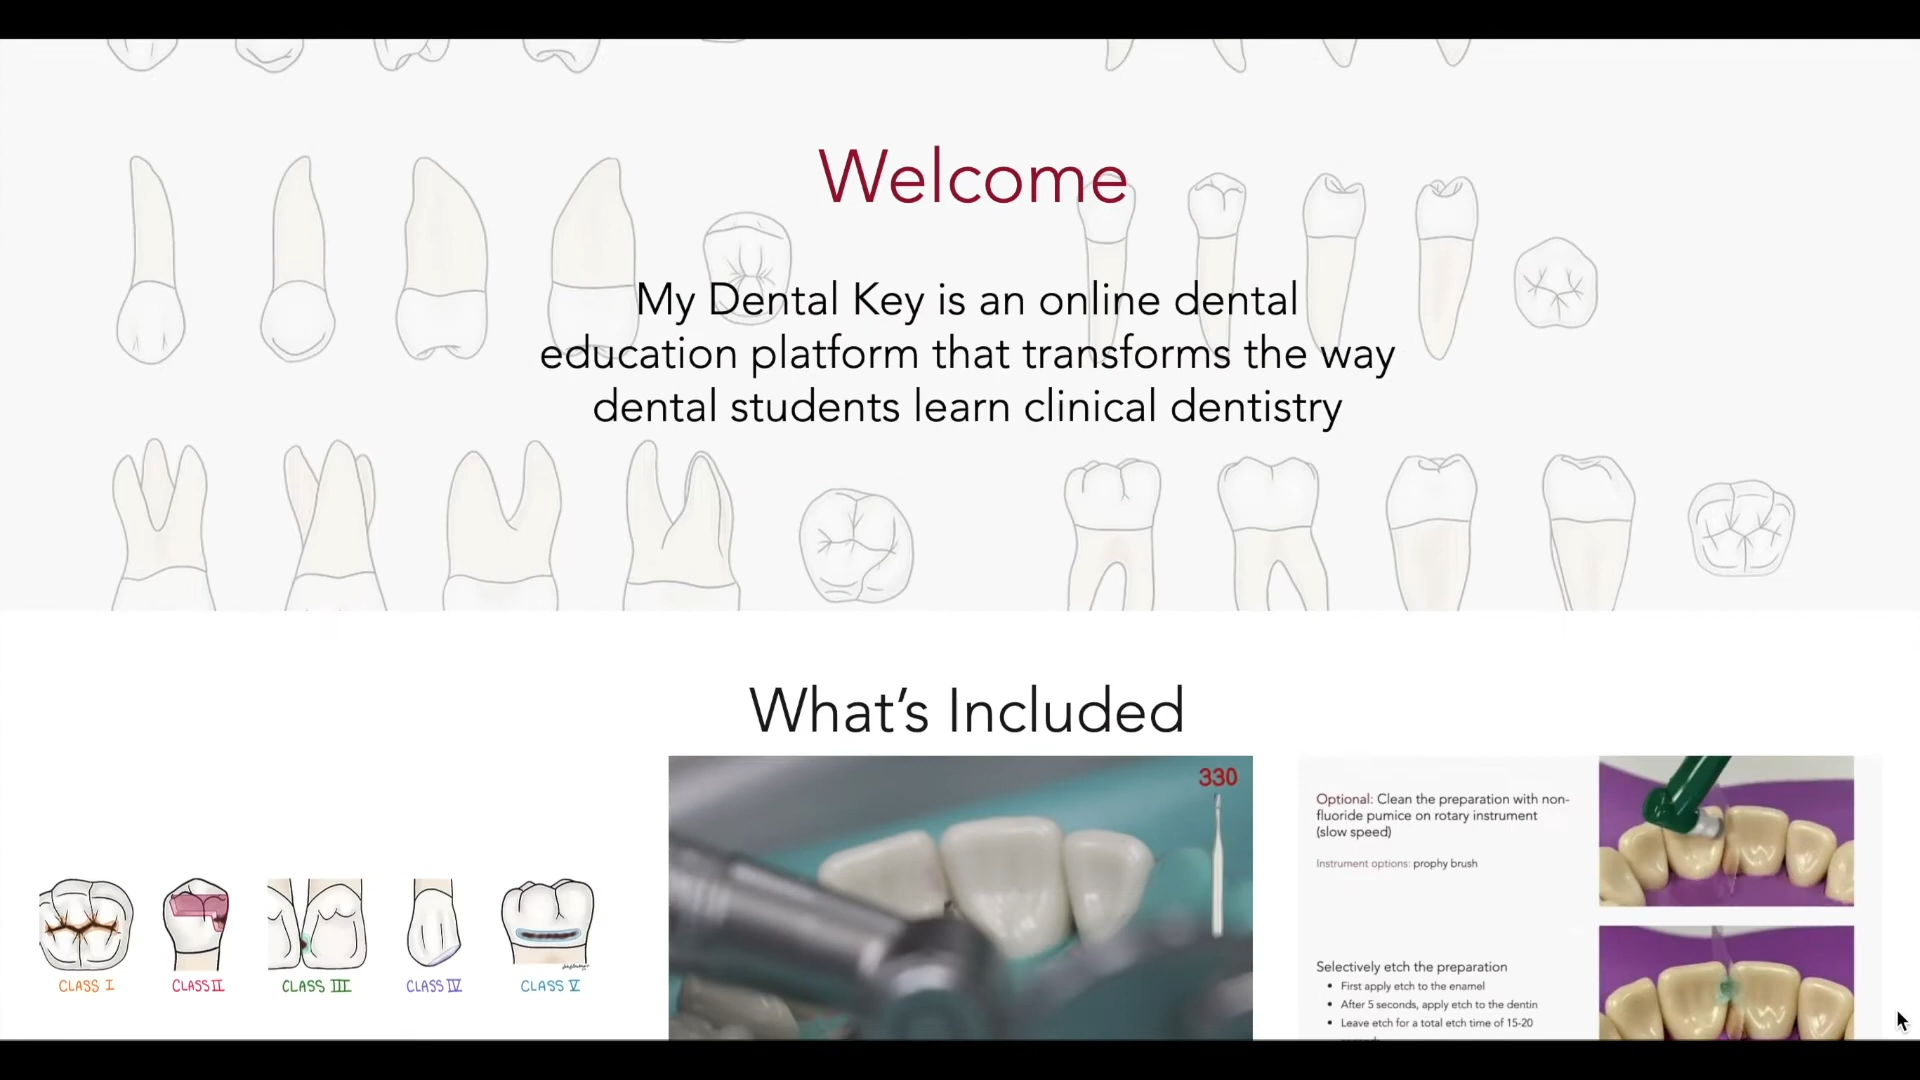 Welcome
My Dental Key is an online dental
education platform that transforms the way
dental students learn clinical dentistry
What's Included
CLASS I
CLASS II
CLASS III
CLASS IV
CLASS V
330
Optional: Clean the preparation with non-
fluoride pumice on rotary instrument
(slow speed)
Instrument options: prophy brush
Selectively etch the preparation
• First apply etch to the enamel
• After 5 seconds, apply etch to the dentin
• Leave etch for a total etch time of 15-20